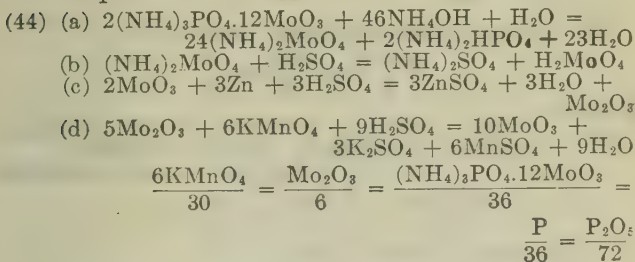 (44) (a) 2(NH₄)₃PO₄.12MoO₃ + 46NH₄OH + H₂O =
24(NH₄)₂MoO₄ + 2(NH₄)₂HPO₄ + 23H₂O
(b) (NH₄)₂MoO₄ + H₂SO₄ = (NH₄)₂SO₄ + H₂MoO₄
(c) 2MoO₃ + 3Zn + 3H₂SO₄ = 3ZnSO₄ + 3H₂O +
Mo₂O₃
(d) 5Mo₂O₃ + 6KMnO₄ + 9H₂SO₄ = 10MoO₃ +
3K₂SO₄ + 6MnSO₄ + 9H₂O
6KMnO₄/30 = Mo₂O₃/6 = (NH₄)₃PO₄.12MoO₃/36 =
P/36 = P₂O₅/72